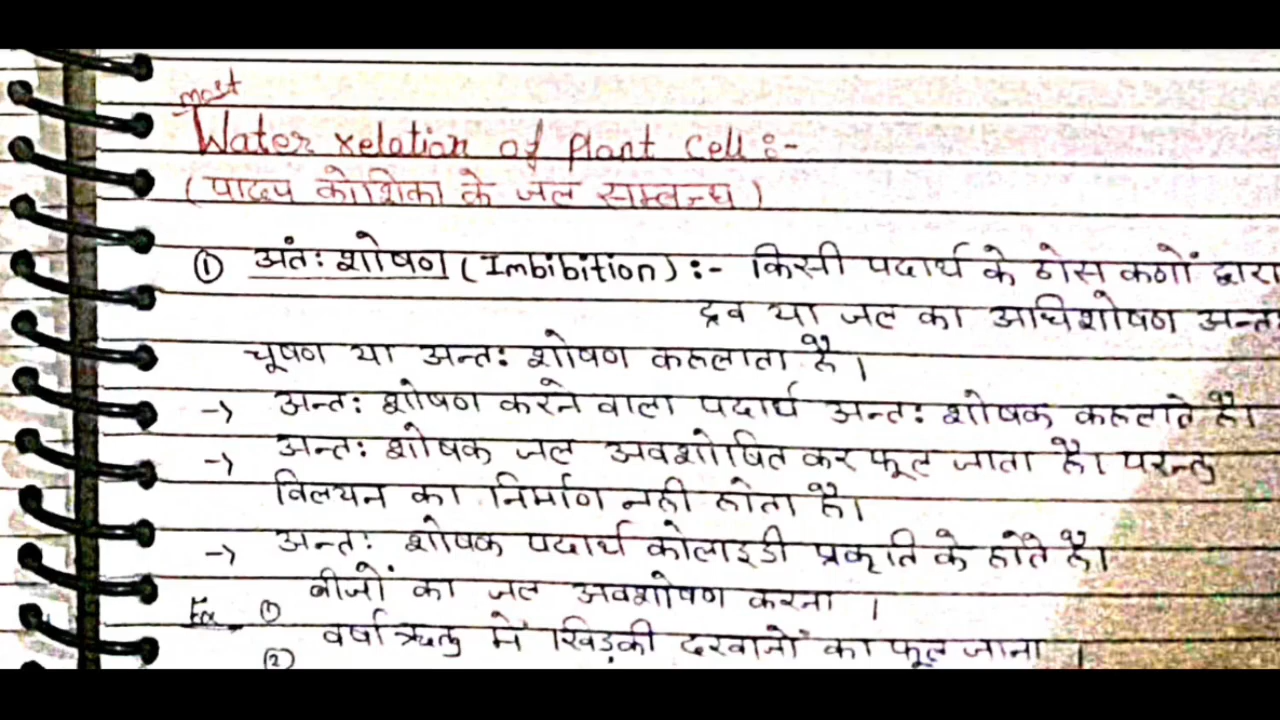 most
Water relation of plant cell :-
(पादप कोशिका के जल सम्बन्ध)
① अंतः शोषण (Imbibition) :- किसी पदार्थ के ठोस कणों द्वारा
द्रव या जल का अधिशोषण अन्तः
चूषण या अन्तः शोषण कहलाता है।
→ अन्तः शोषण करने वाला पदार्थ अन्तः शोषक कहलाते है।
→ अन्तः शोषक जल अवशोषित कर फूल जाता है। परन्तु
विलयन का निर्माण नही होता है।
→ अन्तः शोषक पदार्थ कोलाइडी प्रकृति के होते है।
Ex - ① बीजों का जल अवशोषण करना ।
② वर्षा ऋतु में खिड़की दरवाजों का फूल जाना ।